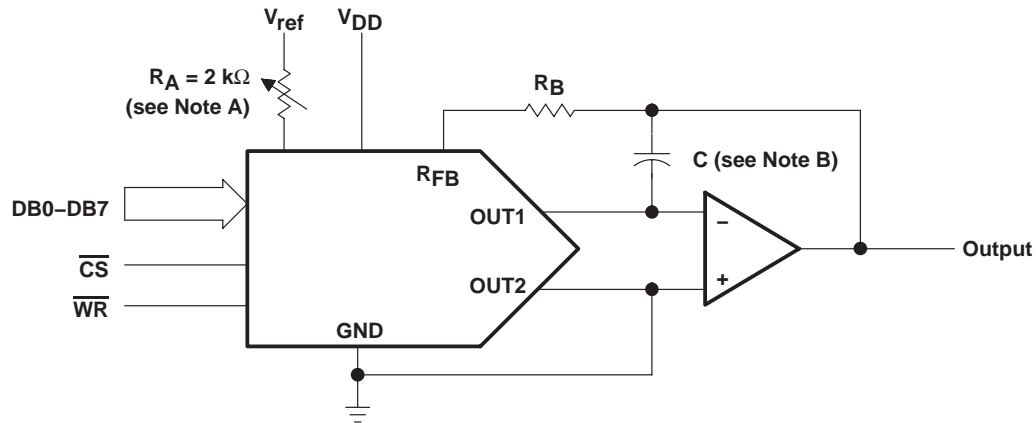 Vref
VDD
RA = 2 kΩ
(see Note A)
RB
RFB
C (see Note B)
DB0–DB7
OUT1
–
Output
CS
OUT2
+
WR
GND